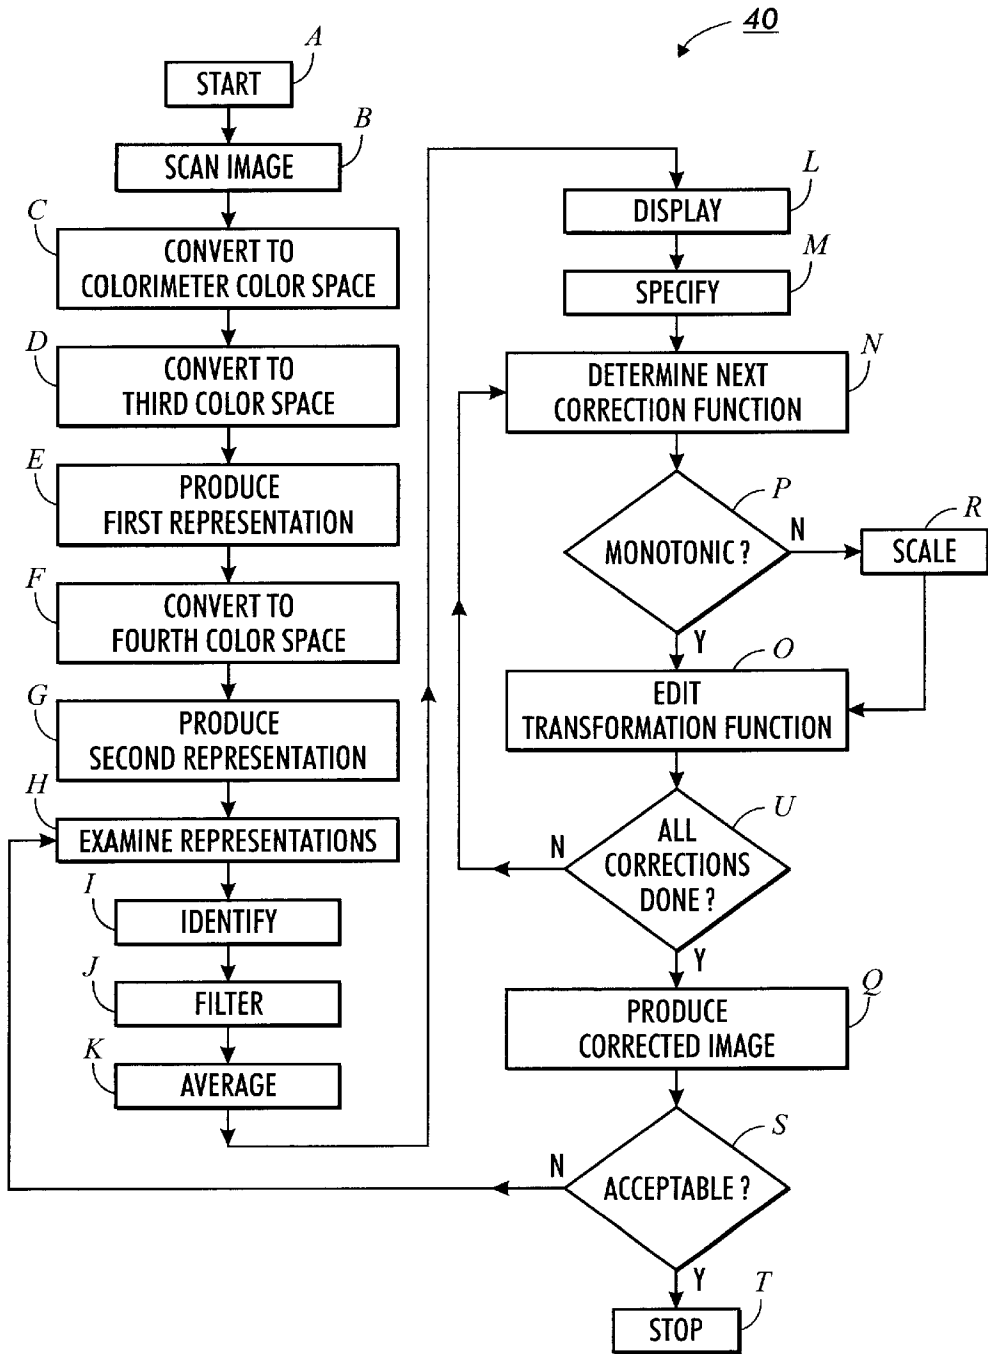 40
A
START
B
SCAN IMAGE
C
CONVERT TO
COLORIMETER COLOR SPACE
D
CONVERT TO
THIRD COLOR SPACE
E
PRODUCE
FIRST REPRESENTATION
F
CONVERT TO
FOURTH COLOR SPACE
G
PRODUCE
SECOND REPRESENTATION
H
EXAMINE REPRESENTATIONS
I
IDENTIFY
J
FILTER
K
AVERAGE
L
DISPLAY
M
SPECIFY
N
DETERMINE NEXT
CORRECTION FUNCTION
P
MONOTONIC ?
N
R
SCALE
Y
O
EDIT
TRANSFORMATION FUNCTION
U
ALL
CORRECTIONS
DONE ?
N
Y
Q
PRODUCE
CORRECTED IMAGE
S
ACCEPTABLE ?
N
Y
T
STOP